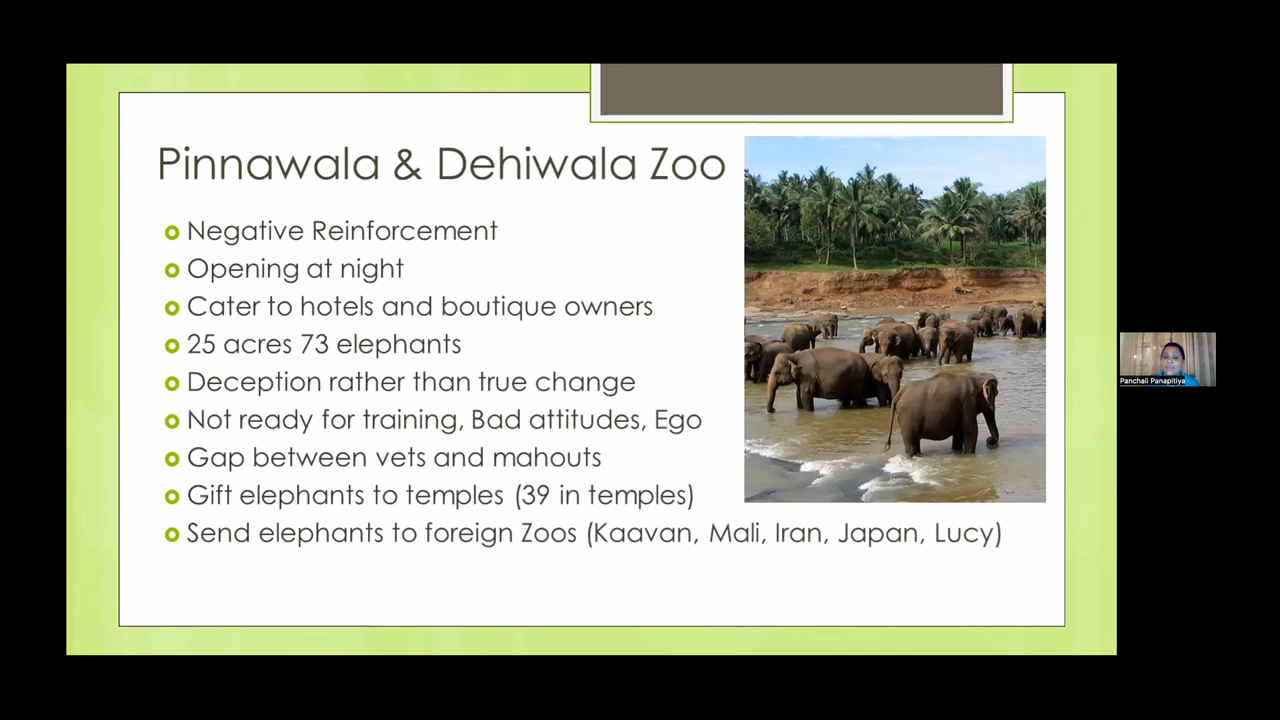 Pinnawala & Dehiwala Zoo
Negative Reinforcement
Opening at night
Cater to hotels and boutique owners
25 acres 73 elephants
Deception rather than true change
Not ready for training, Bad attitudes, Ego
Gap between vets and mahouts
Gift elephants to temples (39 in temples)
Send elephants to foreign Zoos (Kaavan, Mali, Iran, Japan, Lucy)
Panchali Panapitiya